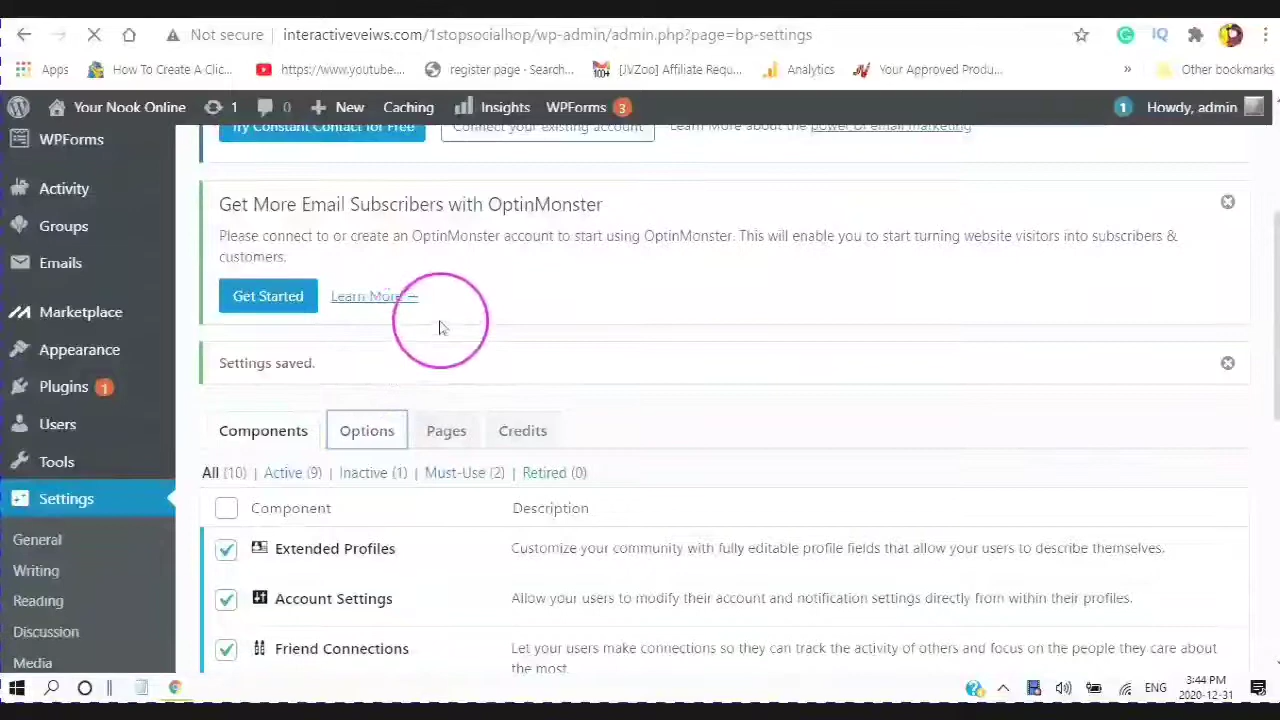 Not secure interactiveveiws.com/1stopsocialhop/wp-admin/admin.php?page=bp-settings IQ
Apps How To Create A Clic... https://www.youtube.... register page - Search... [JVZoo] Affiliate Requ... Analytics Your Approved Produ... » Other bookmarks
Your Nook Online 1 0 New Caching Insights WPForms 3 1 Howdy, admin
WPForms
Activity
Groups
Emails
Marketplace
Appearance
Plugins 1
Users
Tools
Settings
General
Writing
Reading
Discussion
Media
Try Constant Contact for Free Connect your existing account Learn More about the power of email marketing
Get More Email Subscribers with OptinMonster
Please connect to or create an OptinMonster account to start using OptinMonster. This will enable you to start turning website visitors into subscribers &
customers.
Get Started Learn More →
Settings saved.
Components Options Pages Credits
All (10) | Active (9) | Inactive (1) | Must-Use (2) | Retired (0)
Component Description
Extended Profiles Customize your community with fully editable profile fields that allow your users to describe themselves.
Account Settings Allow your users to modify their account and notification settings directly from within their profiles.
Friend Connections Let your users make connections so they can track the activity of others and focus on the people they care about
the most.
ENG 3:44 PM
2020-12-31